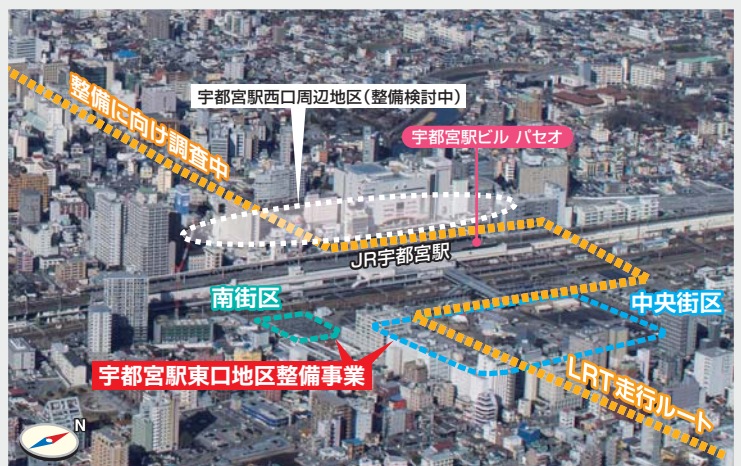 整備に向け調査中
宇都宮駅西口周辺地区(整備検討中)
宇都宮駅ビル パセオ
JR宇都宮駅
南街区
中央街区
宇都宮駅東口地区整備事業
LRT走行ルート
N